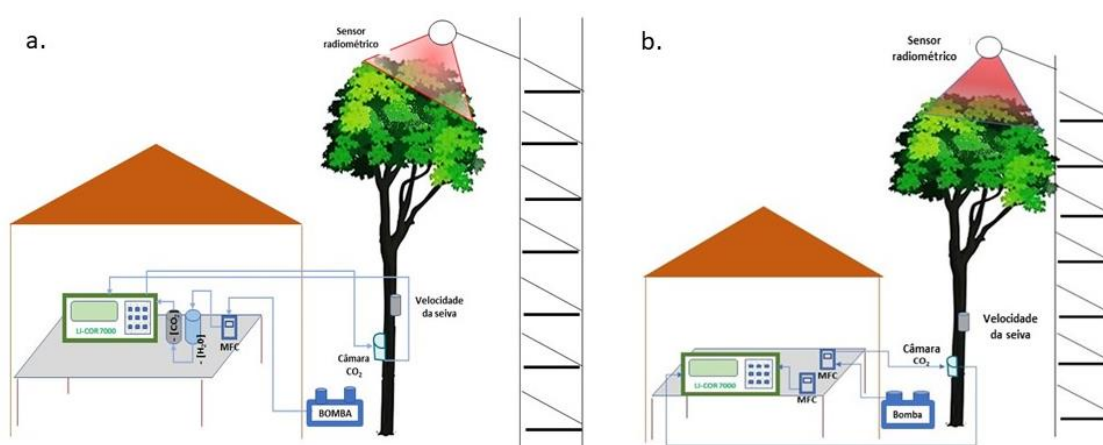 a.
Sensor
radiométrico
LI-COR 7000
- [CO₂]
- [H₂0]
MFC
Velocidade
da seiva
Câmara
CO₂
BOMBA
b.
Sensor
radiométrico
Velocidade
da seiva
Câmara
CO₂
MFC
LI-COR 7000
MFC
Bomba